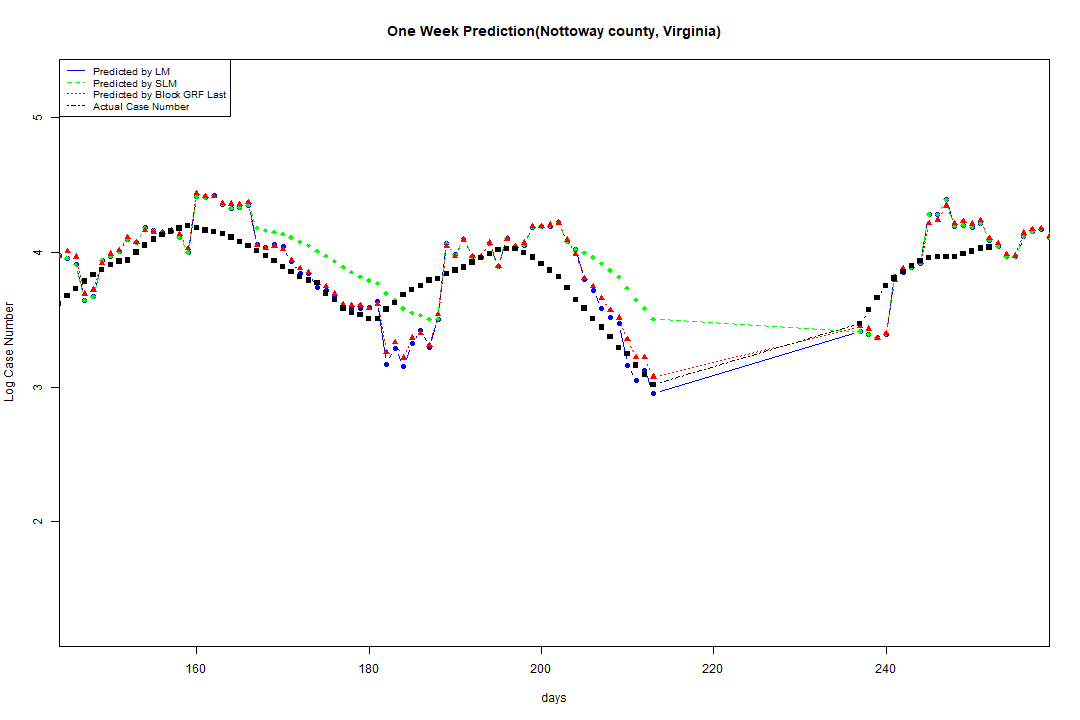 One Week Prediction(Nottoway county, Virginia)
Predicted by LM
Predicted by SLM
Predicted by Block GRF Last
Actual Case Number
5
4
3
2
Log Case Number
160 180 200 220 240
days